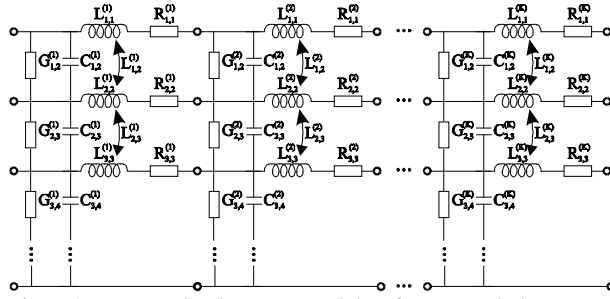 L₁,₁⁽¹⁾ R₁,₁⁽¹⁾ L₁,₁⁽²⁾ R₁,₁⁽²⁾ L₁,₁⁽ᴷ⁾ R₁,₁⁽ᴷ⁾
G₁,₂⁽¹⁾ C₁,₂⁽¹⁾ L₁,₂⁽¹⁾ G₁,₂⁽²⁾ C₁,₂⁽²⁾ L₁,₂⁽²⁾ G₁,₂⁽ᴷ⁾ C₁,₂⁽ᴷ⁾ L₁,₂⁽ᴷ⁾
L₂,₂⁽¹⁾ R₂,₂⁽¹⁾ L₂,₂⁽²⁾ R₂,₂⁽²⁾ L₂,₂⁽ᴷ⁾ R₂,₂⁽ᴷ⁾
G₂,₃⁽¹⁾ C₂,₃⁽¹⁾ L₂,₃⁽¹⁾ G₂,₃⁽²⁾ C₂,₃⁽²⁾ L₂,₃⁽²⁾ G₂,₃⁽ᴷ⁾ C₂,₃⁽ᴷ⁾ L₂,₃⁽ᴷ⁾
L₃,₃⁽¹⁾ R₃,₃⁽¹⁾ L₃,₃⁽²⁾ R₃,₃⁽²⁾ L₃,₃⁽ᴷ⁾ R₃,₃⁽ᴷ⁾
G₃,₄⁽¹⁾ C₃,₄⁽¹⁾ G₃,₄⁽²⁾ C₃,₄⁽²⁾ G₃,₄⁽ᴷ⁾ C₃,₄⁽ᴷ⁾